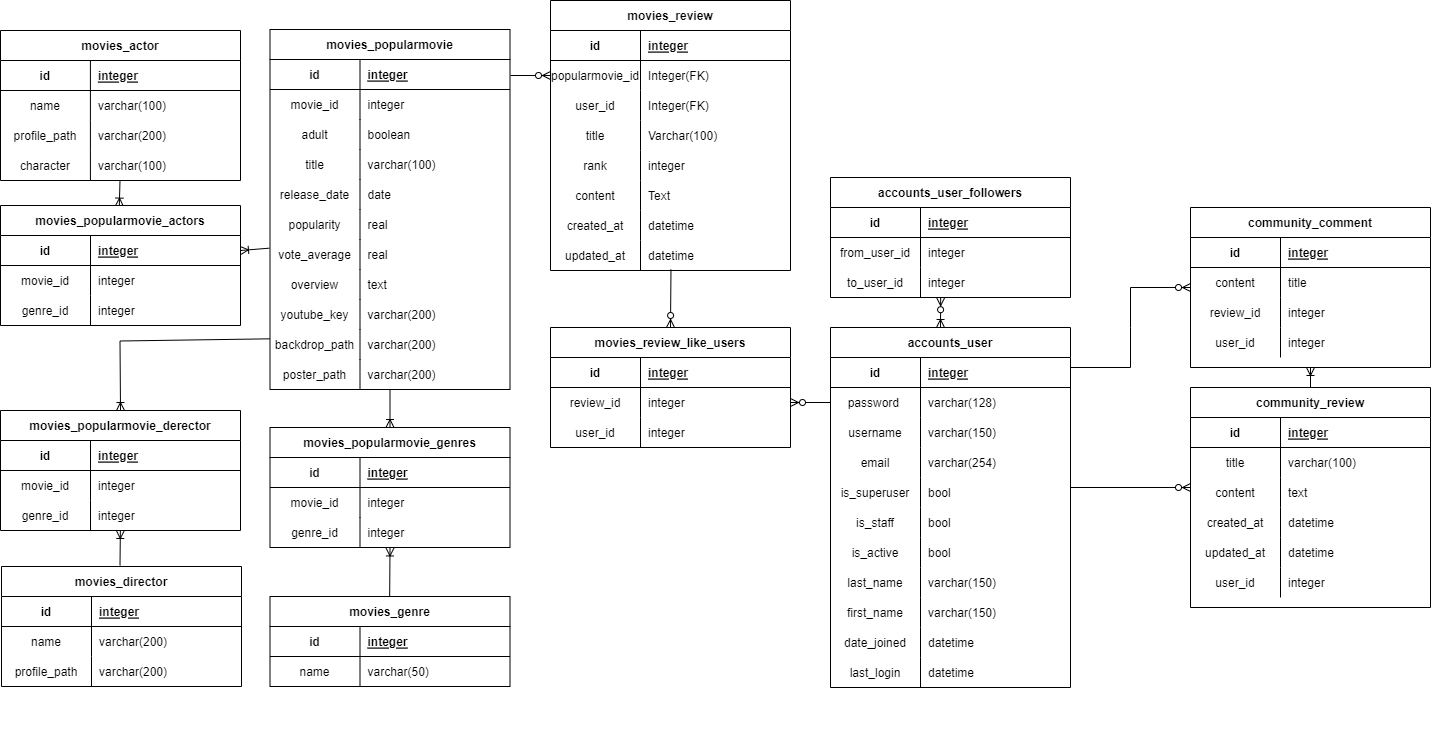 movies_actor
id integer
name varchar(100)
profile_path varchar(200)
character varchar(100)
movies_popularmovie_actors
id integer
movie_id integer
genre_id integer
movies_popularmovie_derector
id integer
movie_id integer
genre_id integer
movies_director
id integer
name varchar(200)
profile_path varchar(200)
movies_popularmovie
id integer
movie_id integer
adult boolean
title varchar(100)
release_date date
popularity real
vote_average real
overview text
youtube_key varchar(200)
backdrop_path varchar(200)
poster_path varchar(200)
movies_popularmovie_genres
id integer
movie_id integer
genre_id integer
movies_genre
id integer
name varchar(50)
movies_review
id integer
popularmovie_id Integer(FK)
user_id Integer(FK)
title Varchar(100)
rank integer
content Text
created_at datetime
updated_at datetime
movies_review_like_users
id integer
review_id integer
user_id integer
accounts_user_followers
id integer
from_user_id integer
to_user_id integer
accounts_user
id integer
password varchar(128)
username varchar(150)
email varchar(254)
is_superuser bool
is_staff bool
is_active bool
last_name varchar(150)
first_name varchar(150)
date_joined datetime
last_login datetime
community_comment
id integer
content title
review_id integer
user_id integer
community_review
id integer
title varchar(100)
content text
created_at datetime
updated_at datetime
user_id integer